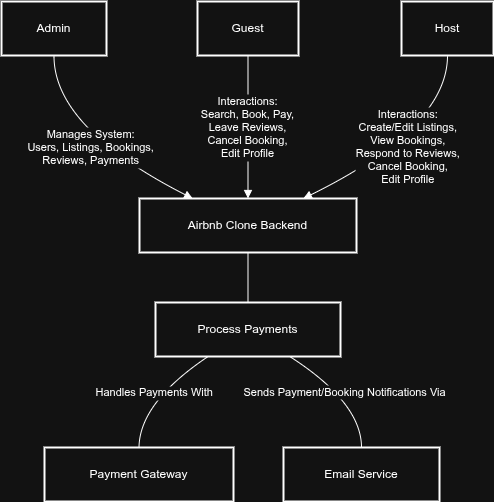 Admin
Guest
Host
Manages System:
Users, Listings, Bookings,
Reviews, Payments
Interactions:
Search, Book, Pay,
Leave Reviews,
Cancel Booking,
Edit Profile
Interactions:
Create/Edit Listings,
View Bookings,
Respond to Reviews,
Cancel Booking,
Edit Profile
Airbnb Clone Backend
Process Payments
Handles Payments With
Sends Payment/Booking Notifications Via
Payment Gateway
Email Service